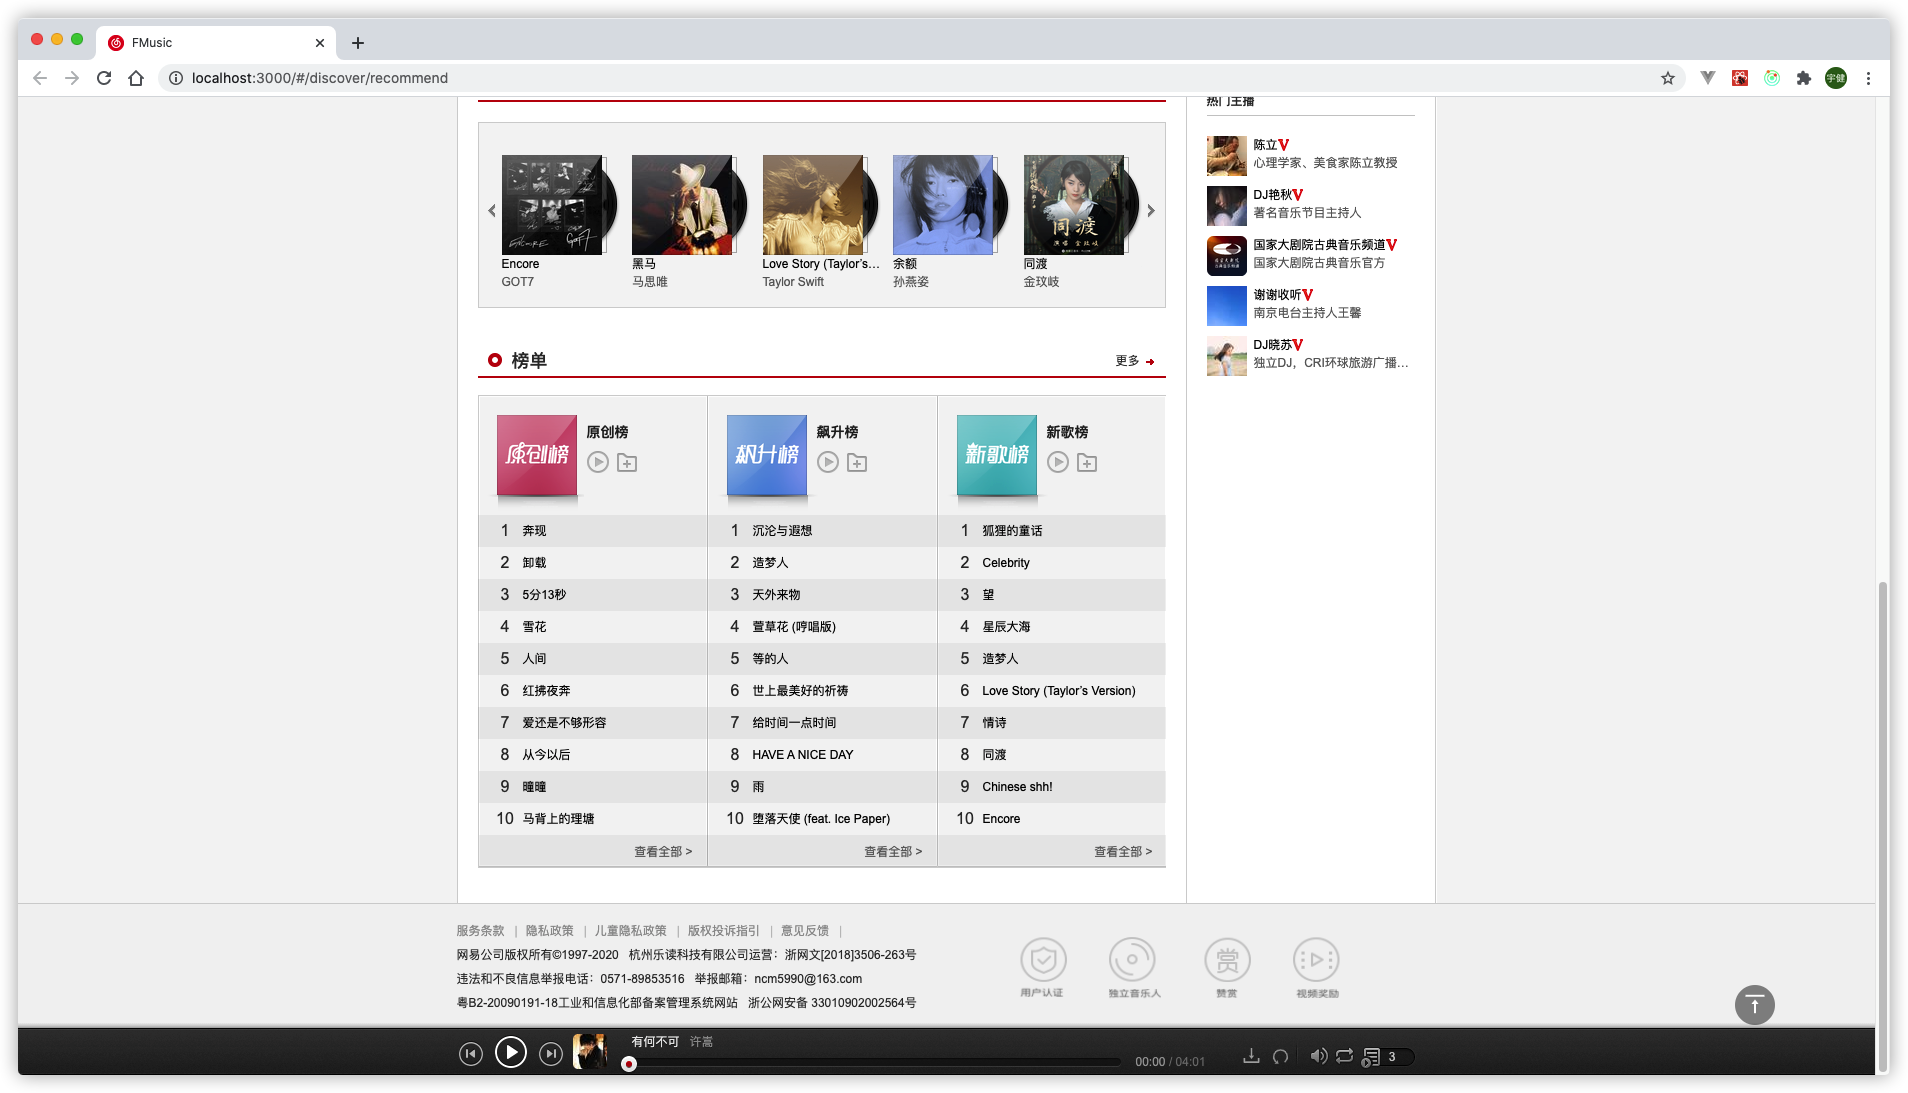 FMusic
localhost:3000/#/discover/recommend
宇健
热门主播
陈立
心理学家、美食家陈立教授
DJ艳秋
著名音乐节目主持人
国家大剧院古典音乐频道
国家大剧院古典音乐官方
谢谢收听
南京电台主持人王馨
DJ晓苏
独立DJ，CRI环球旅游广播...
同渡
Encore
GOT7
黑马
马思唯
Love Story (Taylor's...
Taylor Swift
余额
孙燕姿
同渡
金玟岐
榜单
更多
原创榜
原创榜
飙升榜
飙升榜
新歌榜
新歌榜
1 奔现
2 卸载
3 5分13秒
4 雪花
5 人间
6 红拂夜奔
7 爱还是不够形容
8 从今以后
9 曈曈
10 马背上的理塘
查看全部 >
1 沉沦与遐想
2 造梦人
3 天外来物
4 萱草花 (哼唱版)
5 等的人
6 世上最美好的祈祷
7 给时间一点时间
8 HAVE A NICE DAY
9 雨
10 堕落天使 (feat. Ice Paper)
查看全部 >
1 狐狸的童话
2 Celebrity
3 望
4 星辰大海
5 造梦人
6 Love Story (Taylor's Version)
7 情诗
8 同渡
9 Chinese shh!
10 Encore
查看全部 >
服务条款 | 隐私政策 | 儿童隐私政策 | 版权投诉指引 | 意见反馈 |
网易公司版权所有©1997-2020 杭州乐读科技有限公司运营：浙网文[2018]3506-263号
违法和不良信息举报电话：0571-89853516 举报邮箱：ncm5990@163.com
粤B2-20090191-18工业和信息化部备案管理系统网站 浙公网安备 33010902002564号
用户认证
独立音乐人
赏
赞赏
视频奖励
有何不可 许嵩
00:00 / 04:01
3